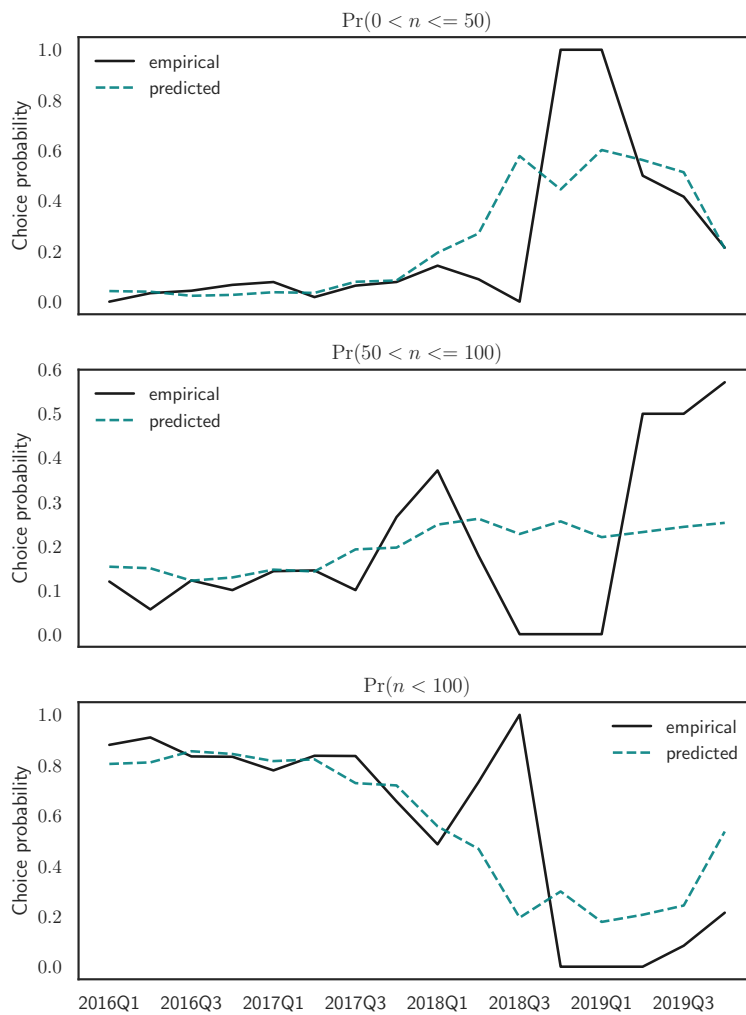 Pr(0 < n <= 50)
1.0
0.8
0.6
0.4
0.2
0.0
Choice probability
empirical
predicted
Pr(50 < n <= 100)
0.6
0.5
0.4
0.3
0.2
0.1
0.0
Choice probability
empirical
predicted
Pr(n < 100)
1.0
0.8
0.6
0.4
0.2
0.0
Choice probability
empirical
predicted
2016Q1 2016Q3 2017Q1 2017Q3 2018Q1 2018Q3 2019Q1 2019Q3